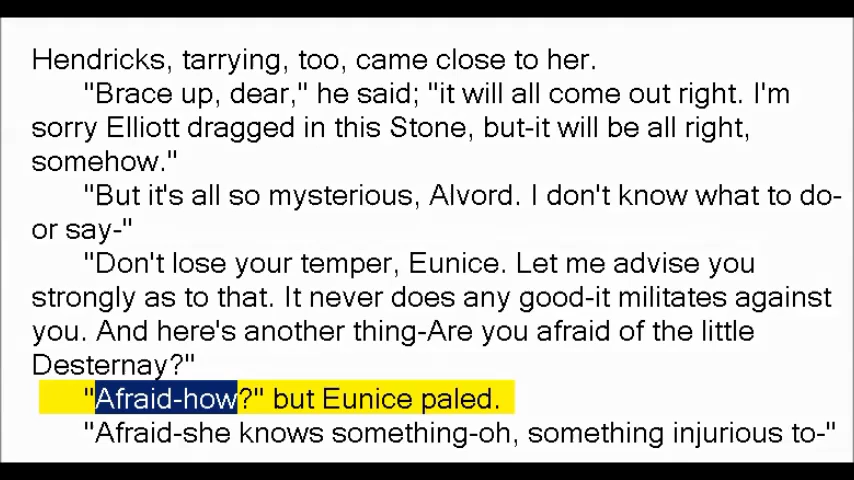 Hendricks, tarrying, too, came close to her.
"Brace up, dear," he said; "it will all come out right. I'm
sorry Elliott dragged in this Stone, but-it will be all right,
somehow."
"But it's all so mysterious, Alvord. I don't know what to do-
or say-"
"Don't lose your temper, Eunice. Let me advise you
strongly as to that. It never does any good-it militates against
you. And here's another thing-Are you afraid of the little
Desternay?"
"Afraid-how?" but Eunice paled.
"Afraid-she knows something-oh, something injurious to-"